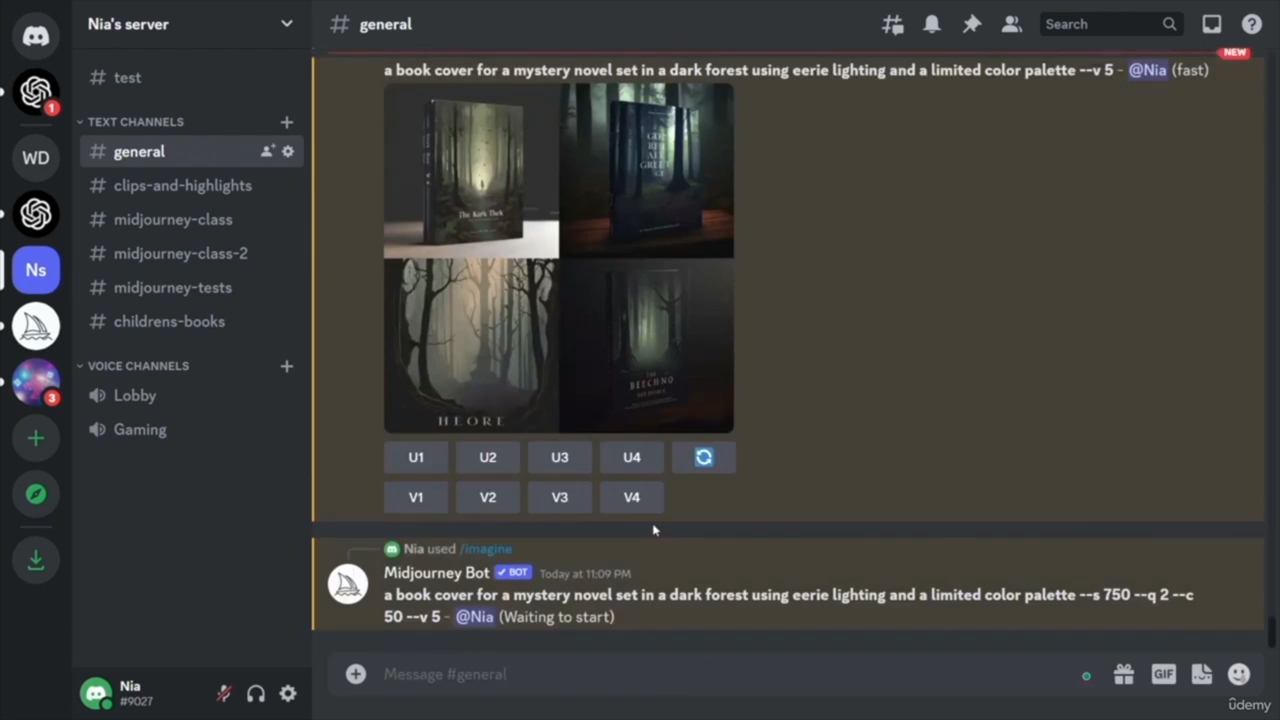 Nia's server
general
Search
NEW
test
TEXT CHANNELS
general
clips-and-highlights
midjourney-class
midjourney-class-2
midjourney-tests
childrens-books
VOICE CHANNELS
Lobby
Gaming
1
WD
Ns
3
a book cover for a mystery novel set in a dark forest using eerie lighting and a limited color palette --v 5 - @Nia (fast)
HEORE
THE
BEECHNO
U1 U2 U3 U4
V1 V2 V3 V4
Nia used /imagine
Midjourney Bot ✓ BOT Today at 11:09 PM
a book cover for a mystery novel set in a dark forest using eerie lighting and a limited color palette --s 750 --q 2 --c
50 --v 5 - @Nia (Waiting to start)
Message #general
GIF
Nia
#9027
ûdemy